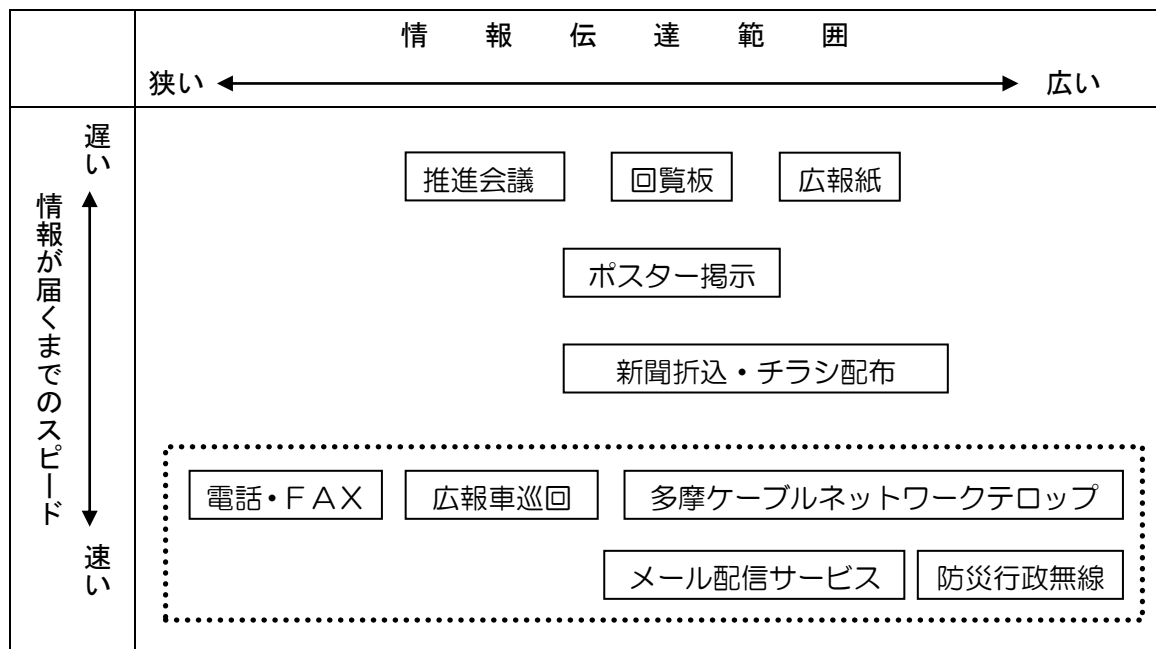 情報伝達範囲
狭い 広い
遅い
情報が届くまでのスピード
速い
推進会議 回覧板 広報紙
ポスター掲示
新聞折込・チラシ配布
電話・ＦＡＸ 広報車巡回 多摩ケーブルネットワークテロップ
メール配信サービス 防災行政無線